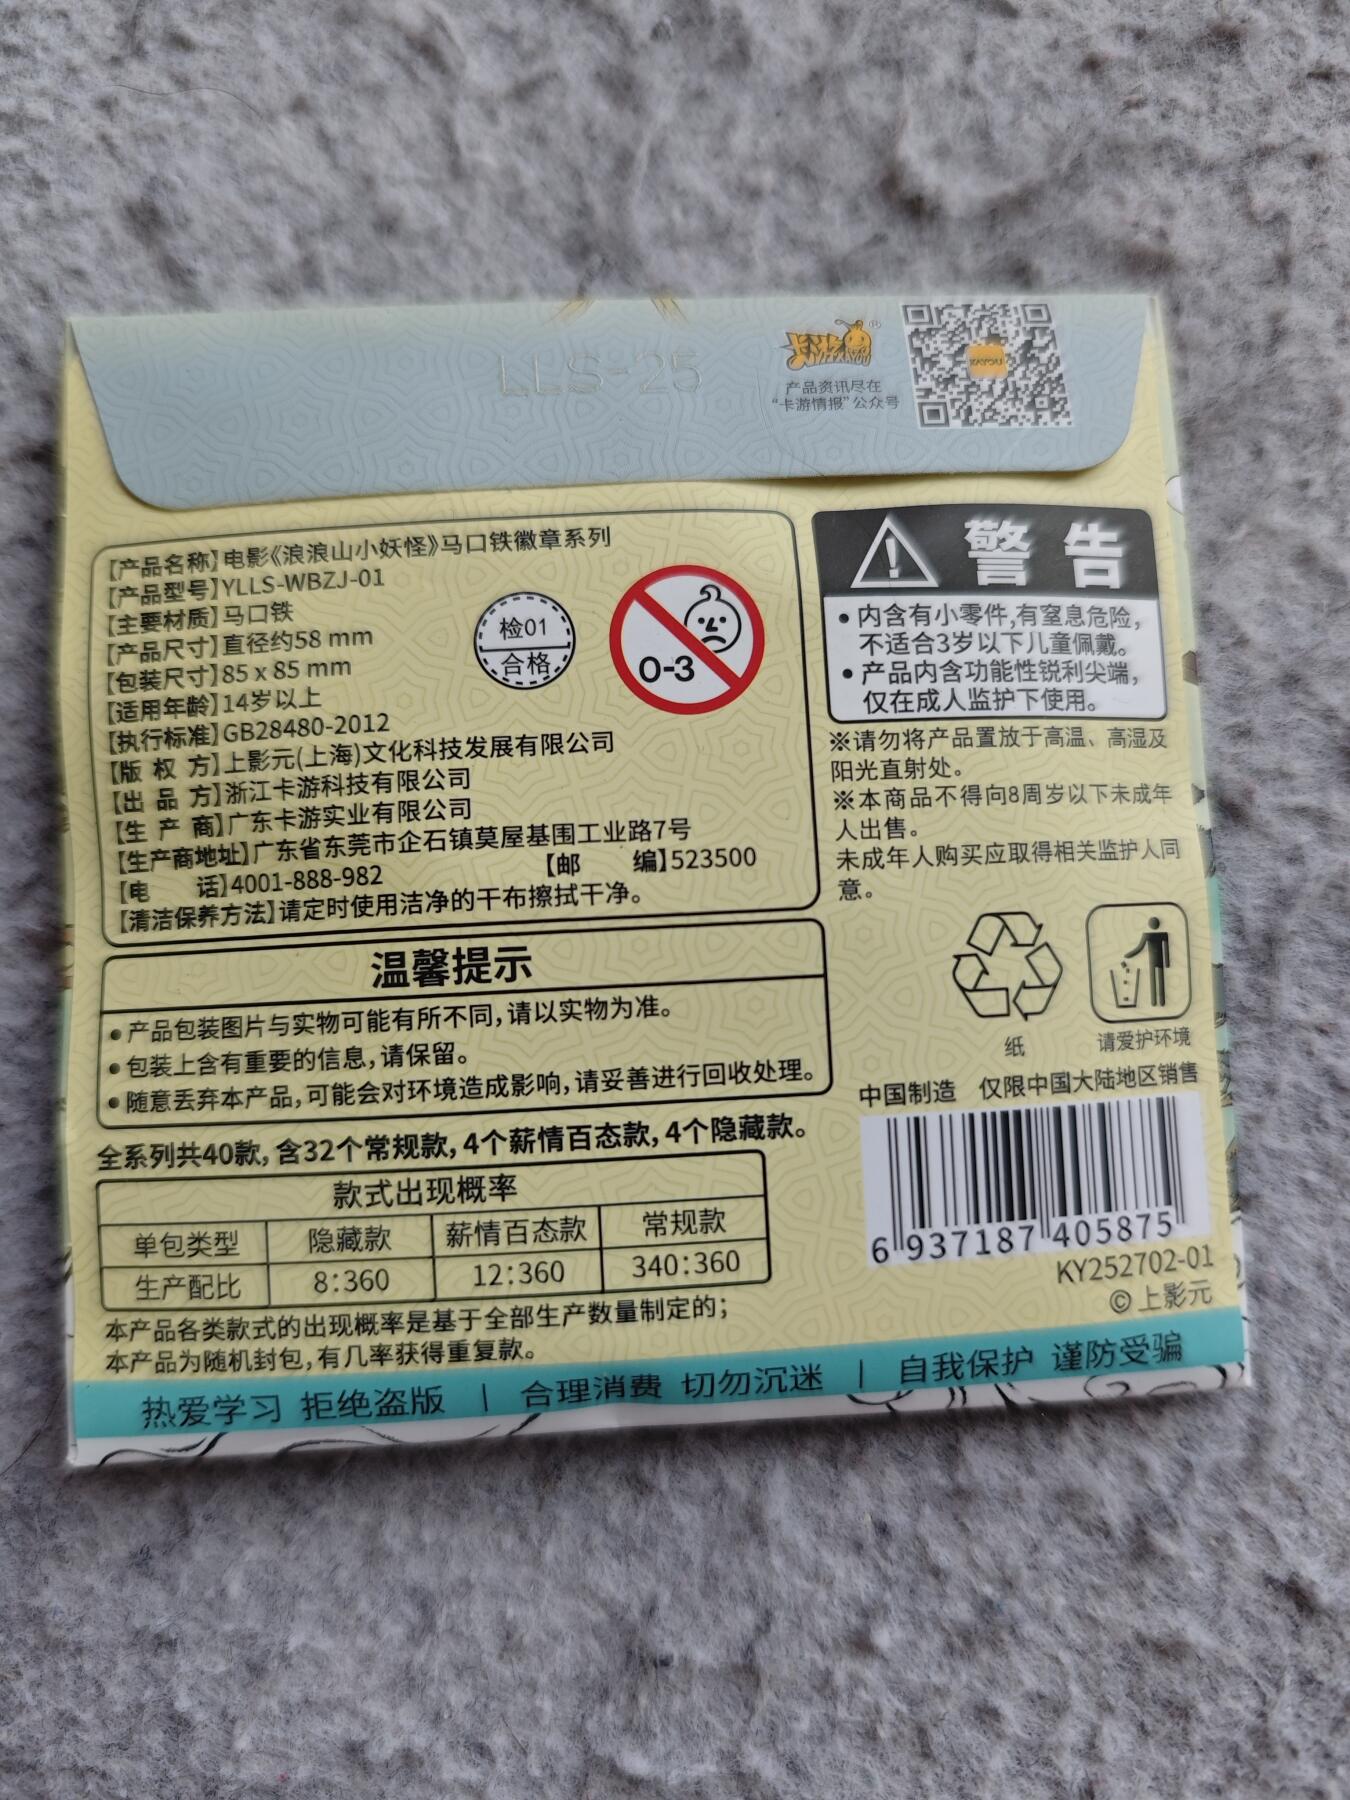 LLS-25
卡游
KAYOU
产品资讯尽在
“卡游情报”公众号
【产品名称】电影《浪浪山小妖怪》马口铁徽章系列
【产品型号】YLLS-WBZJ-01
【主要材质】马口铁
【产品尺寸】直径约58 mm
【包装尺寸】85 x 85 mm
【适用年龄】14岁以上
【执行标准】GB28480-2012
【版 权 方】上影元(上海)文化科技发展有限公司
【出 品 方】浙江卡游科技有限公司
【生 产 商】广东卡游实业有限公司
【生产商地址】广东省东莞市企石镇莫屋基围工业路7号
【电 话】4001-888-982 【邮 编】523500
【清洁保养方法】请定时使用洁净的干布擦拭干净。
检01
合格
0-3
警告
•内含有小零件,有窒息危险,
不适合3岁以下儿童佩戴。
•产品内含功能性锐利尖端,
仅在成人监护下使用。
※请勿将产品置放于高温、高湿及
阳光直射处。
※本商品不得向8周岁以下未成年
人出售。
未成年人购买应取得相关监护人同
意。
纸
请爱护环境
温馨提示
•产品包装图片与实物可能有所不同,请以实物为准。
•包装上含有重要的信息,请保留。
•随意丢弃本产品,可能会对环境造成影响,请妥善进行回收处理。
全系列共40款,含32个常规款,4个薪情百态款,4个隐藏款。
款式出现概率
单包类型 隐藏款 薪情百态款 常规款
生产配比 8:360 12:360 340:360
本产品各类款式的出现概率是基于全部生产数量制定的;
本产品为随机封包,有几率获得重复款。
中国制造 仅限中国大陆地区销售
6 937187 405875
KY252702-01
© 上影元
热爱学习 拒绝盗版 | 合理消费 切勿沉迷 | 自我保护 谨防受骗